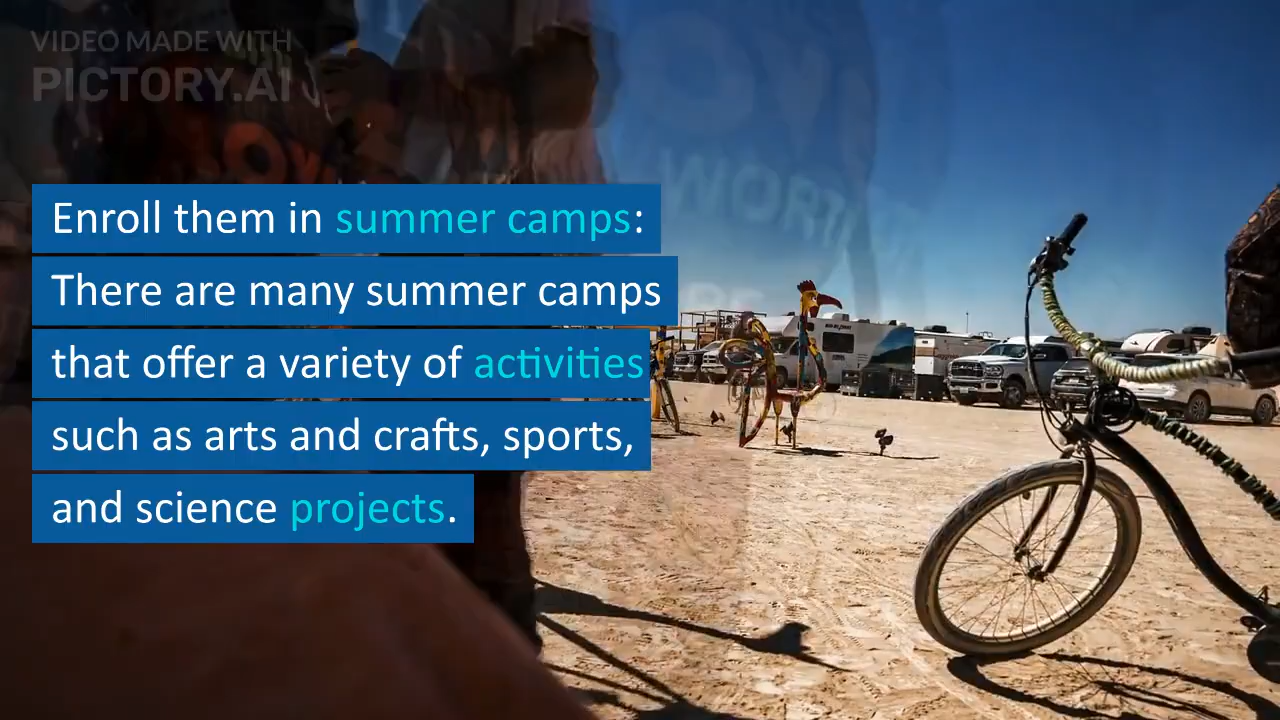 VIDEO MADE WITH
PICTORY.AI
Enroll them in summer camps:
There are many summer camps
that offer a variety of activities
such as arts and crafts, sports,
and science projects.
WORTH